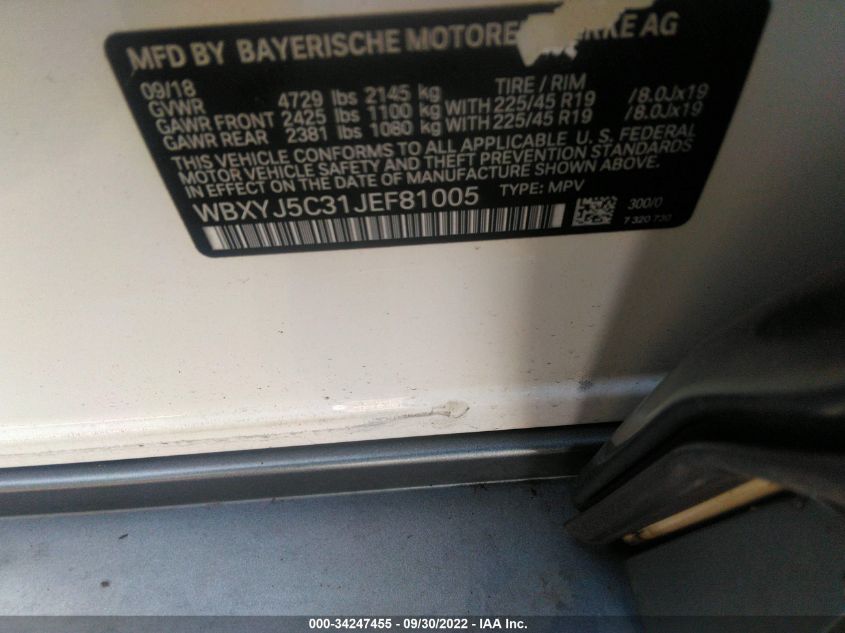 MFD BY BAYERISCHE MOTORE RKE AG
09/18 TIRE / RIM
GVWR 4729 lbs 2145 kg
GAWR FRONT 2425 lbs 1100 kg WITH 225/45 R19 /8.0Jx19
GAWR REAR 2381 lbs 1080 kg WITH 225/45 R19 /8.0Jx19
THIS VEHICLE CONFORMS TO ALL APPLICABLE U. S. FEDERAL
MOTOR VEHICLE SAFETY AND THEFT PREVENTION STANDARDS
IN EFFECT ON THE DATE OF MANUFACTURE SHOWN ABOVE.
WBXYJ5C31JEF81005 TYPE: MPV
300/0
7 320 730
000-34247455 - 09/30/2022 - IAA Inc.